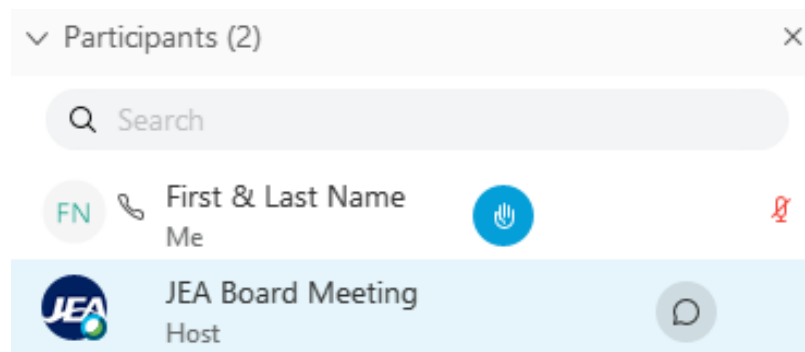 Participants (2)
Search
FN First & Last Name
Me
JEA JEA Board Meeting
Host